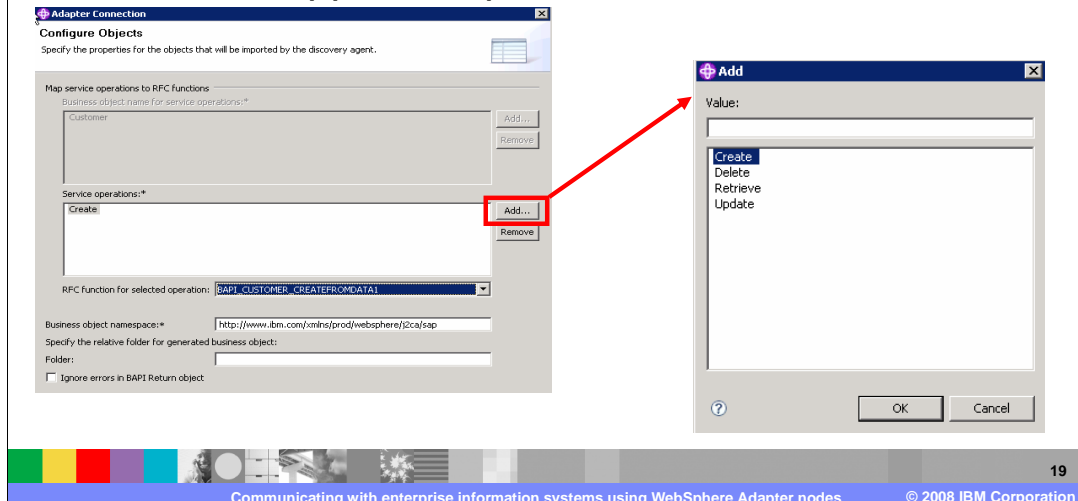 Adapter Connection
Configure Objects
Specify the properties for the objects that will be imported by the discovery agent.
Map service operations to RFC functions
Business object name for service operations:*
Customer
Add...
Remove
Service operations:*
Create
Add...
Remove
RFC function for selected operation: BAPI_CUSTOMER_CREATEFROMDATA1
Business object namespace:* http://www.ibm.com/xmlns/prod/websphere/j2ca/sap
Specify the relative folder for generated business object:
Folder:
Ignore errors in BAPI Return object
Add
Value:
Create
Delete
Retrieve
Update
OK Cancel
19
Communicating with enterprise information systems using WebSphere Adapter nodes © 2008 IBM Corporation